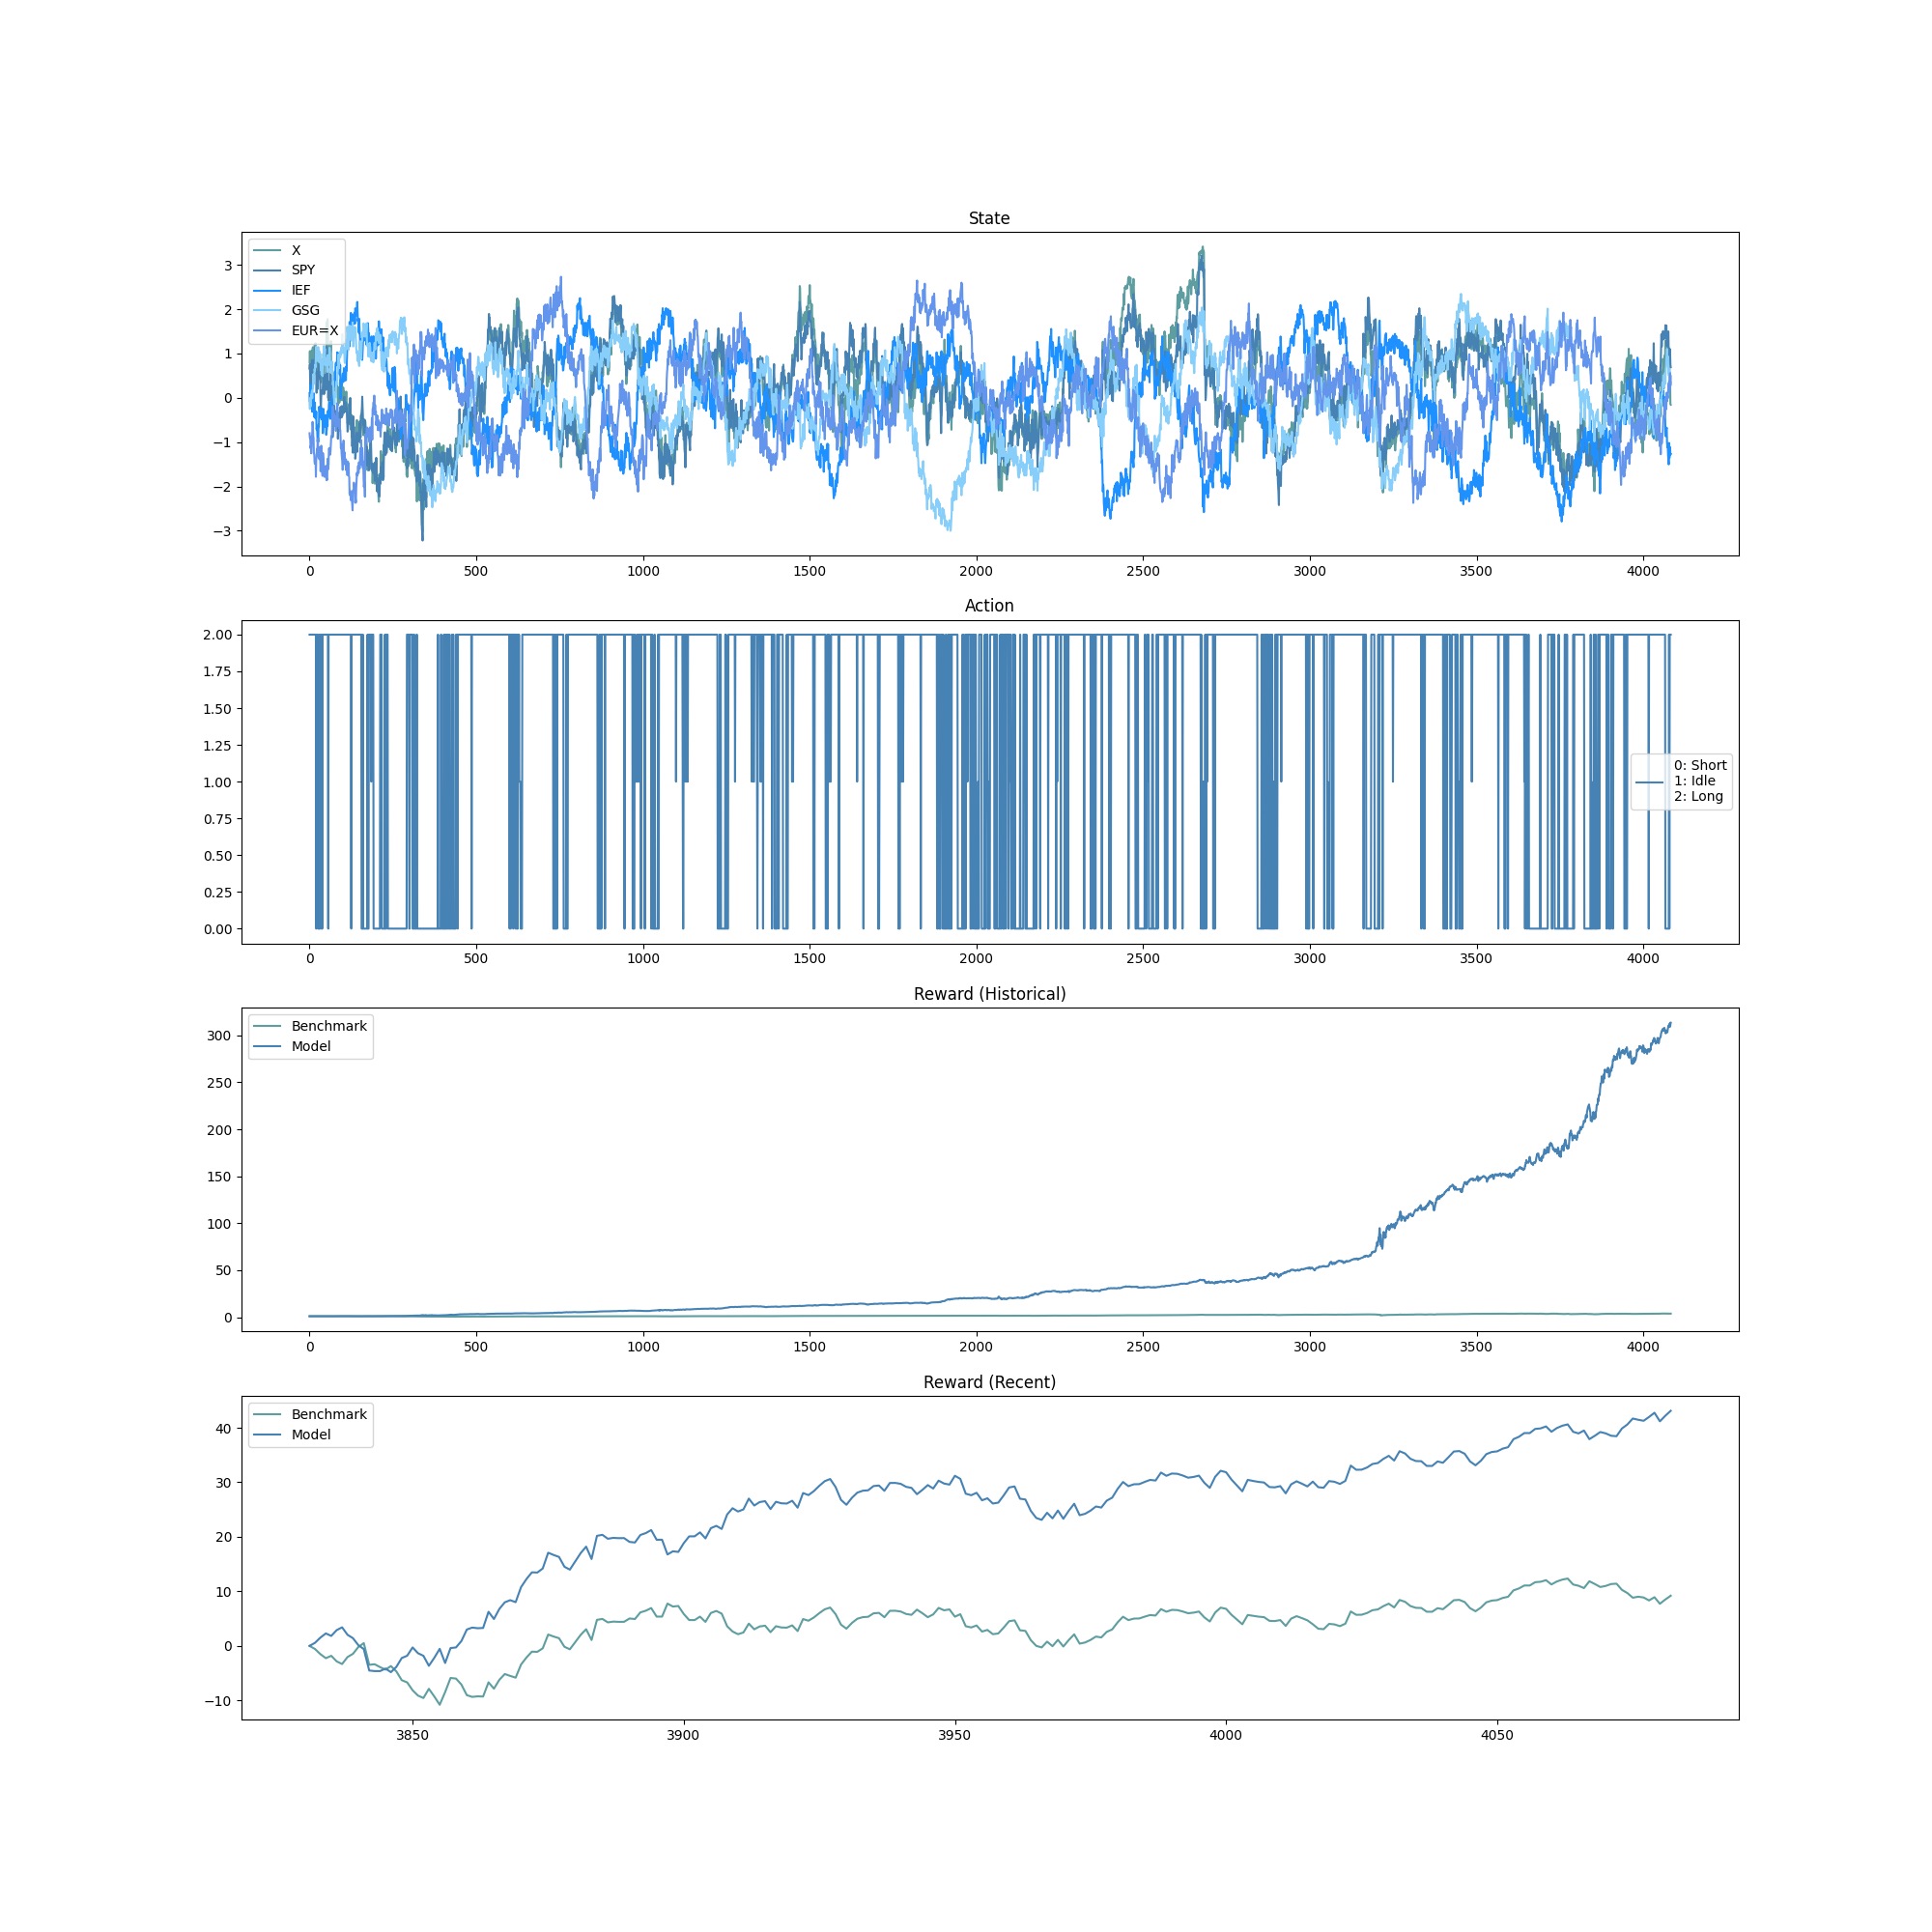 State
X
SPY
IEF
GSG
EUR=X
3
2
1
0
−1
−2
−3
0 500 1000 1500 2000 2500 3000 3500 4000
Action
2.00
1.75
1.50
1.25
1.00
0.75
0.50
0.25
0.00
0: Short
1: Idle
2: Long
0 500 1000 1500 2000 2500 3000 3500 4000
Reward (Historical)
Benchmark
Model
300
250
200
150
100
50
0
0 500 1000 1500 2000 2500 3000 3500 4000
Reward (Recent)
Benchmark
Model
40
30
20
10
0
−10
3850 3900 3950 4000 4050